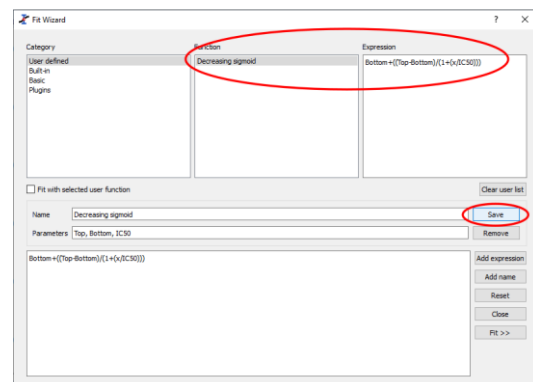 Fit Wizard
? X
Category Function Expression
User defined
Built-in
Basic
Plugins
Decreasing sigmoid
Bottom+((Top-Bottom)/(1+(x/IC50)))
Fit with selected user function
Clear user list
Name Decreasing sigmoid Save
Parameters Top, Bottom, IC50 Remove
Bottom+((Top-Bottom)/(1+(x/IC50)))
Add expression
Add name
Reset
Close
Fit >>